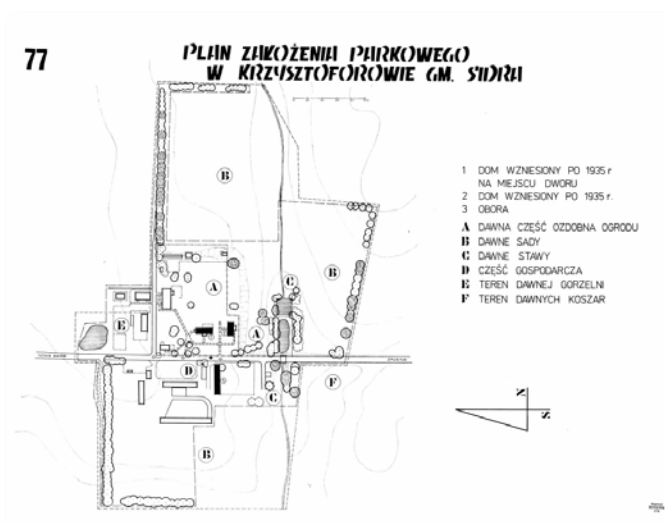 77
PLAN ZAŁOŻENIA PARKOWEGO
W KRZYSZTOFOROWIE GM. SIDRA
1 DOM WZNIESIONY PO 1935 r
NA MIEJSCU DWORU
2 DOM WZNIESIONY PO 1935 r.
3 OBORA
A DAWNA CZĘŚĆ OZDOBNA OGRODU
B DAWNE SADY
C DAWNE STAWY
D CZĘŚĆ GOSPODARCZA
E TEREN DAWNEJ GORZELNI
F TEREN DAWNYCH KOSZAR
B
B
C
A
E
A
D
F
C
B
N
S